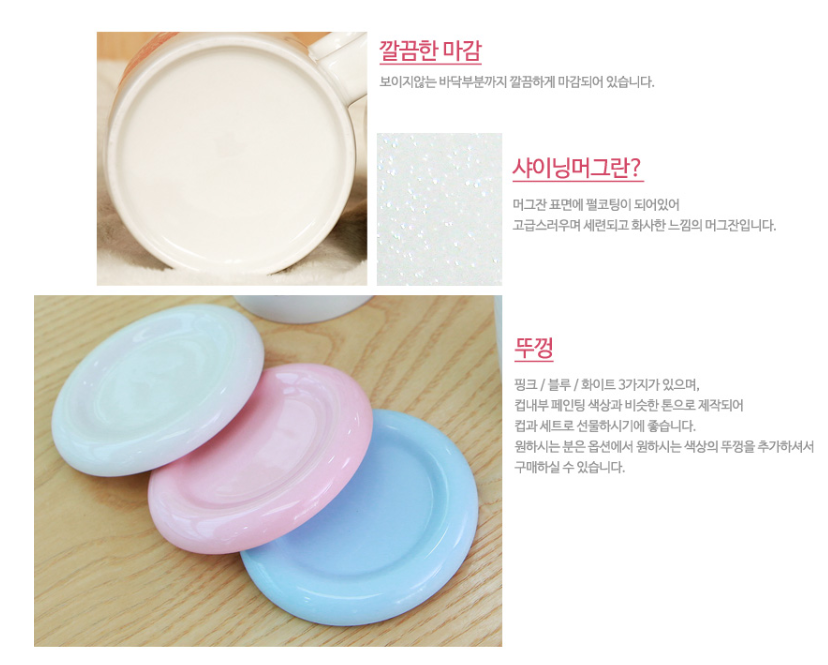 깔끔한 마감
보이지않는 바닥부분까지 깔끔하게 마감되어 있습니다.
샤이닝머그란?
머그잔 표면에 펄코팅이 되어있어
고급스러우며 세련되고 화사한 느낌의 머그잔입니다.
뚜껑
핑크 / 블루 / 화이트 3가지가 있으며,
컵내부 페인팅 색상과 비슷한 톤으로 제작되어
컵과 세트로 선물하시기에 좋습니다.
원하시는 분은 옵션에서 원하시는 색상의 뚜껑을 추가하셔서
구매하실 수 있습니다.